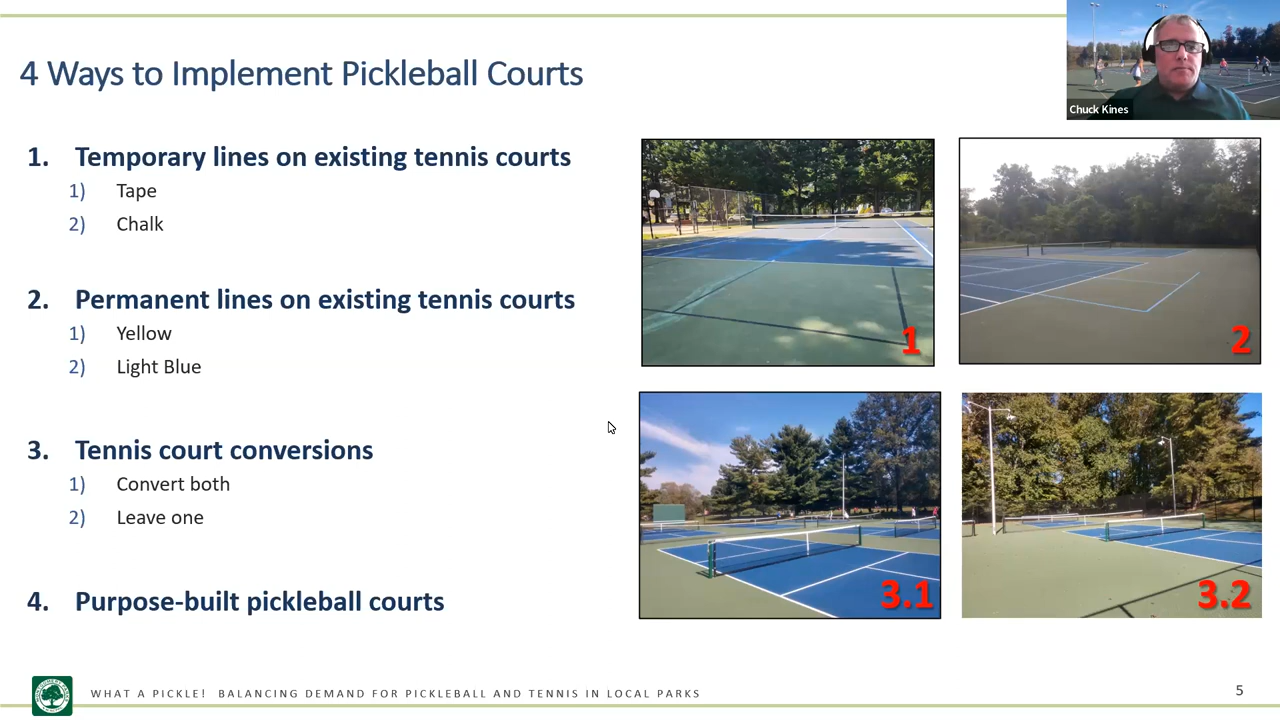 4 Ways to Implement Pickleball Courts
Chuck Kines
1. Temporary lines on existing tennis courts
1) Tape
2) Chalk
2. Permanent lines on existing tennis courts
1) Yellow
2) Light Blue
3. Tennis court conversions
1) Convert both
2) Leave one
4. Purpose-built pickleball courts
1
2
3.1
3.2
WHAT A PICKLE! BALANCING DEMAND FOR PICKLEBALL AND TENNIS IN LOCAL PARKS
5